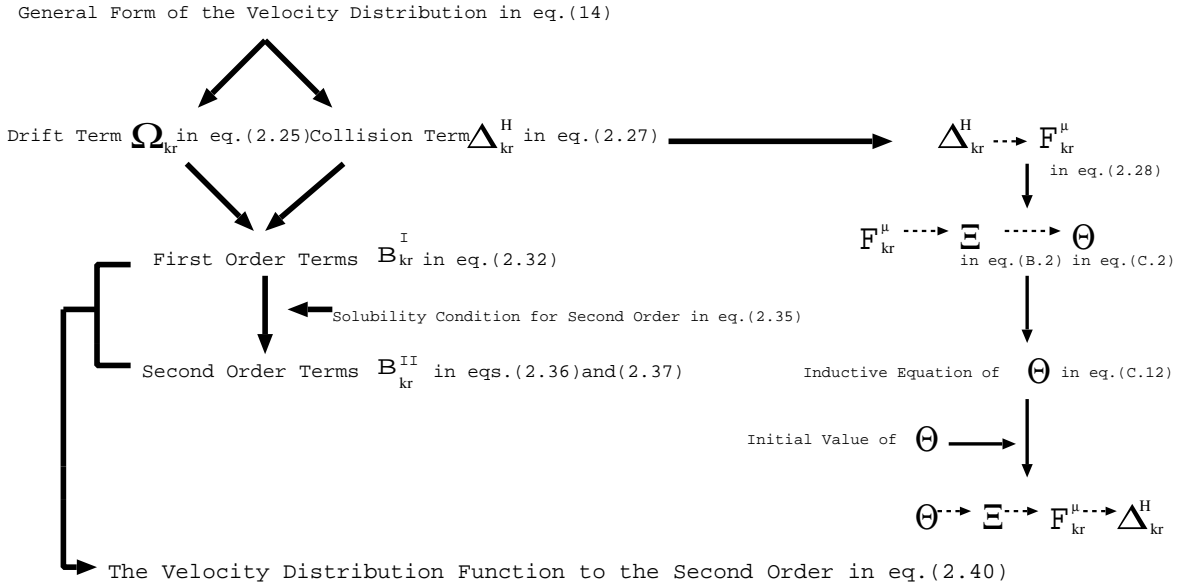 General Form of the Velocity Distribution in eq.(14)
Drift Term Ω_kr in eq.(2.25) Collision Term Δ^H_kr in eq.(2.27)
Δ^H_kr F^μ_kr
in eq.(2.28)
F^μ_kr Ξ Θ
in eq.(B.2) in eq.(C.2)
First Order Terms B^I_kr in eq.(2.32)
Solubility Condition for Second Order in eq.(2.35)
Second Order Terms B^II_kr in eqs.(2.36)and(2.37)
Inductive Equation of Θ in eq.(C.12)
Initial Value of Θ
Θ Ξ F^μ_kr Δ^H_kr
The Velocity Distribution Function to the Second Order in eq.(2.40)